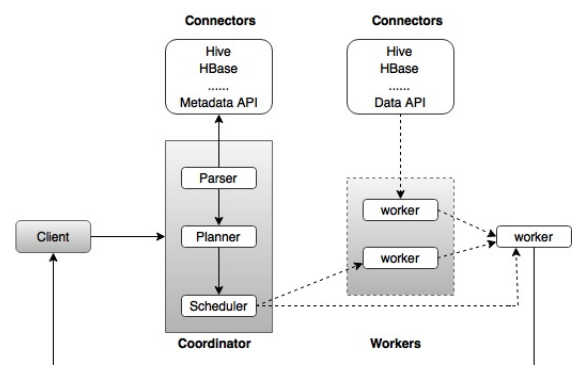 Connectors
Connectors
Hive
HBase
......
Metadata API
Hive
HBase
......
Data API
Parser
Planner
Scheduler
Client
worker
worker
worker
Coordinator
Workers